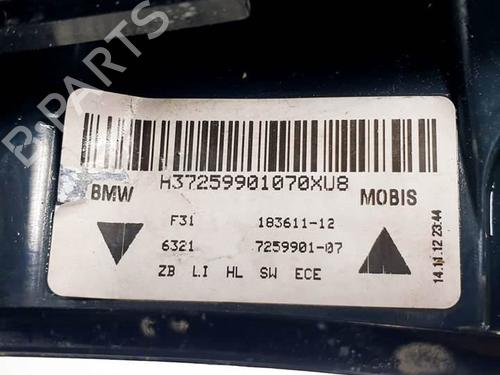 B-PARTS
H37259901070XU8
BMW
MOBIS
F31 183611-12
6321 7259901-07
ZB LI HL SW ECE
14.11.12 23:44